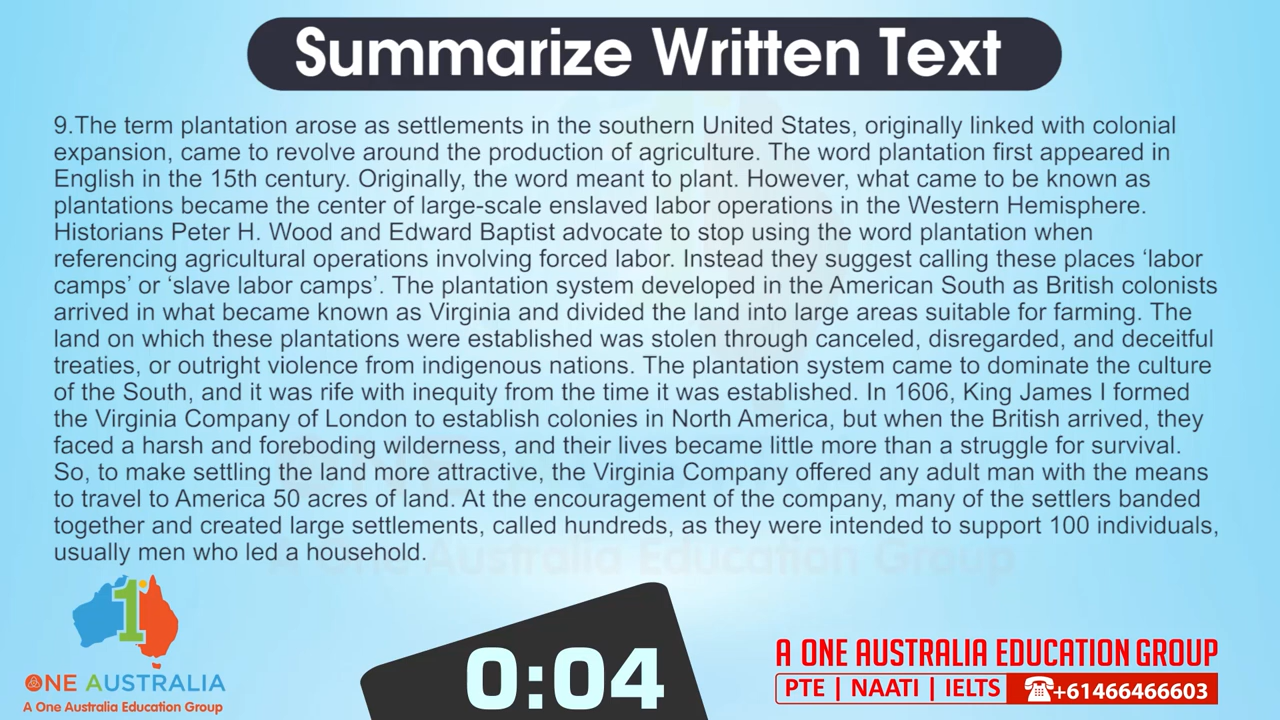 Summarize Written Text
9.The term plantation arose as settlements in the southern United States, originally linked with colonial
expansion, came to revolve around the production of agriculture. The word plantation first appeared in
English in the 15th century. Originally, the word meant to plant. However, what came to be known as
plantations became the center of large-scale enslaved labor operations in the Western Hemisphere.
Historians Peter H. Wood and Edward Baptist advocate to stop using the word plantation when
referencing agricultural operations involving forced labor. Instead they suggest calling these places ‘labor
camps’ or ‘slave labor camps’. The plantation system developed in the American South as British colonists
arrived in what became known as Virginia and divided the land into large areas suitable for farming. The
land on which these plantations were established was stolen through canceled, disregarded, and deceitful
treaties, or outright violence from indigenous nations. The plantation system came to dominate the culture
of the South, and it was rife with inequity from the time it was established. In 1606, King James I formed
the Virginia Company of London to establish colonies in North America, but when the British arrived, they
faced a harsh and foreboding wilderness, and their lives became little more than a struggle for survival.
So, to make settling the land more attractive, the Virginia Company offered any adult man with the means
to travel to America 50 acres of land. At the encouragement of the company, many of the settlers banded
together and created large settlements, called hundreds, as they were intended to support 100 individuals,
usually men who led a household.
A One Australia Education Group
1
ONE AUSTRALIA
A One Australia Education Group
0:04
A ONE AUSTRALIA EDUCATION GROUP
PTE | NAATI | IELTS
+61466466603